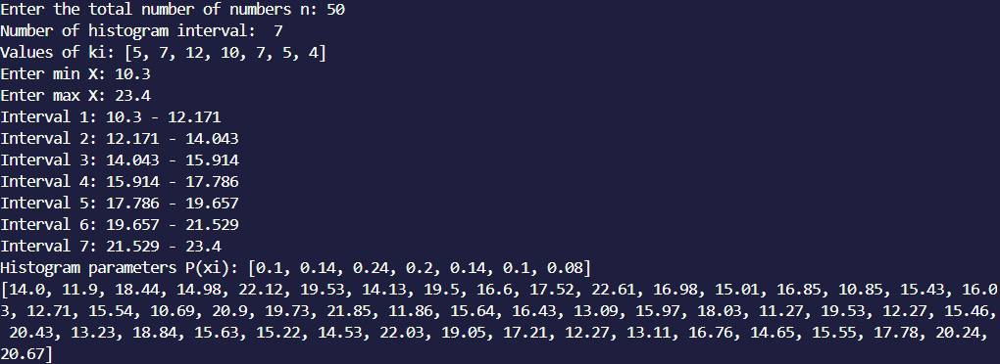 Enter the total number of numbers n: 50
Number of histogram interval:  7
Values of ki: [5, 7, 12, 10, 7, 5, 4]
Enter min X: 10.3
Enter max X: 23.4
Interval 1: 10.3 - 12.171
Interval 2: 12.171 - 14.043
Interval 3: 14.043 - 15.914
Interval 4: 15.914 - 17.786
Interval 5: 17.786 - 19.657
Interval 6: 19.657 - 21.529
Interval 7: 21.529 - 23.4
Histogram parameters P(xi): [0.1, 0.14, 0.24, 0.2, 0.14, 0.1, 0.08]
[14.0, 11.9, 18.44, 14.98, 22.12, 19.53, 14.13, 19.5, 16.6, 17.52, 22.61, 16.98, 15.01, 16.85, 10.85, 15.43, 16.0
3, 12.71, 15.54, 10.69, 20.9, 19.73, 21.85, 11.86, 15.64, 16.43, 13.09, 15.97, 18.03, 11.27, 19.53, 12.27, 15.46,
 20.43, 13.23, 18.84, 15.63, 15.22, 14.53, 22.03, 19.05, 17.21, 12.27, 13.11, 16.76, 14.65, 15.55, 17.78, 20.24,
20.67]